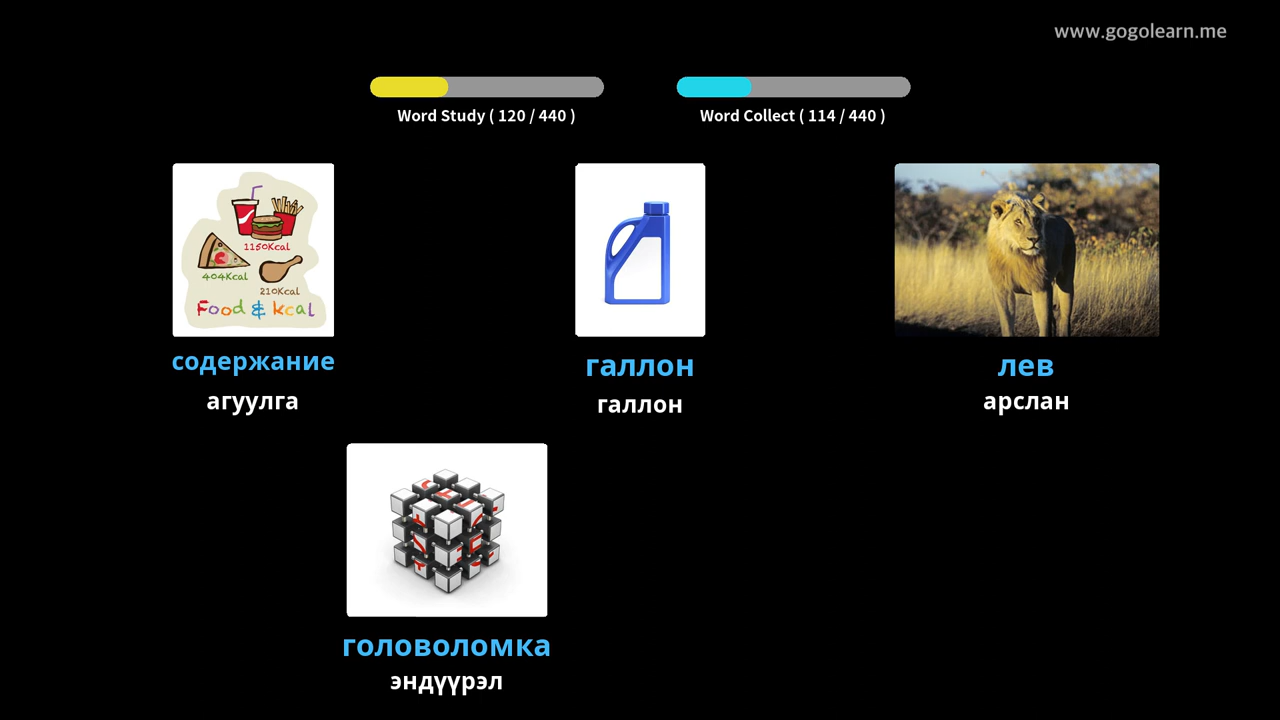 www.gogolearn.me
Word Study ( 120 / 440 )
Word Collect ( 114 / 440 )
1150Kcal
404Kcal
210Kcal
Food & kcal
содержание
агуулга
галлон
галлон
лев
арслан
головоломка
эндүүрэл